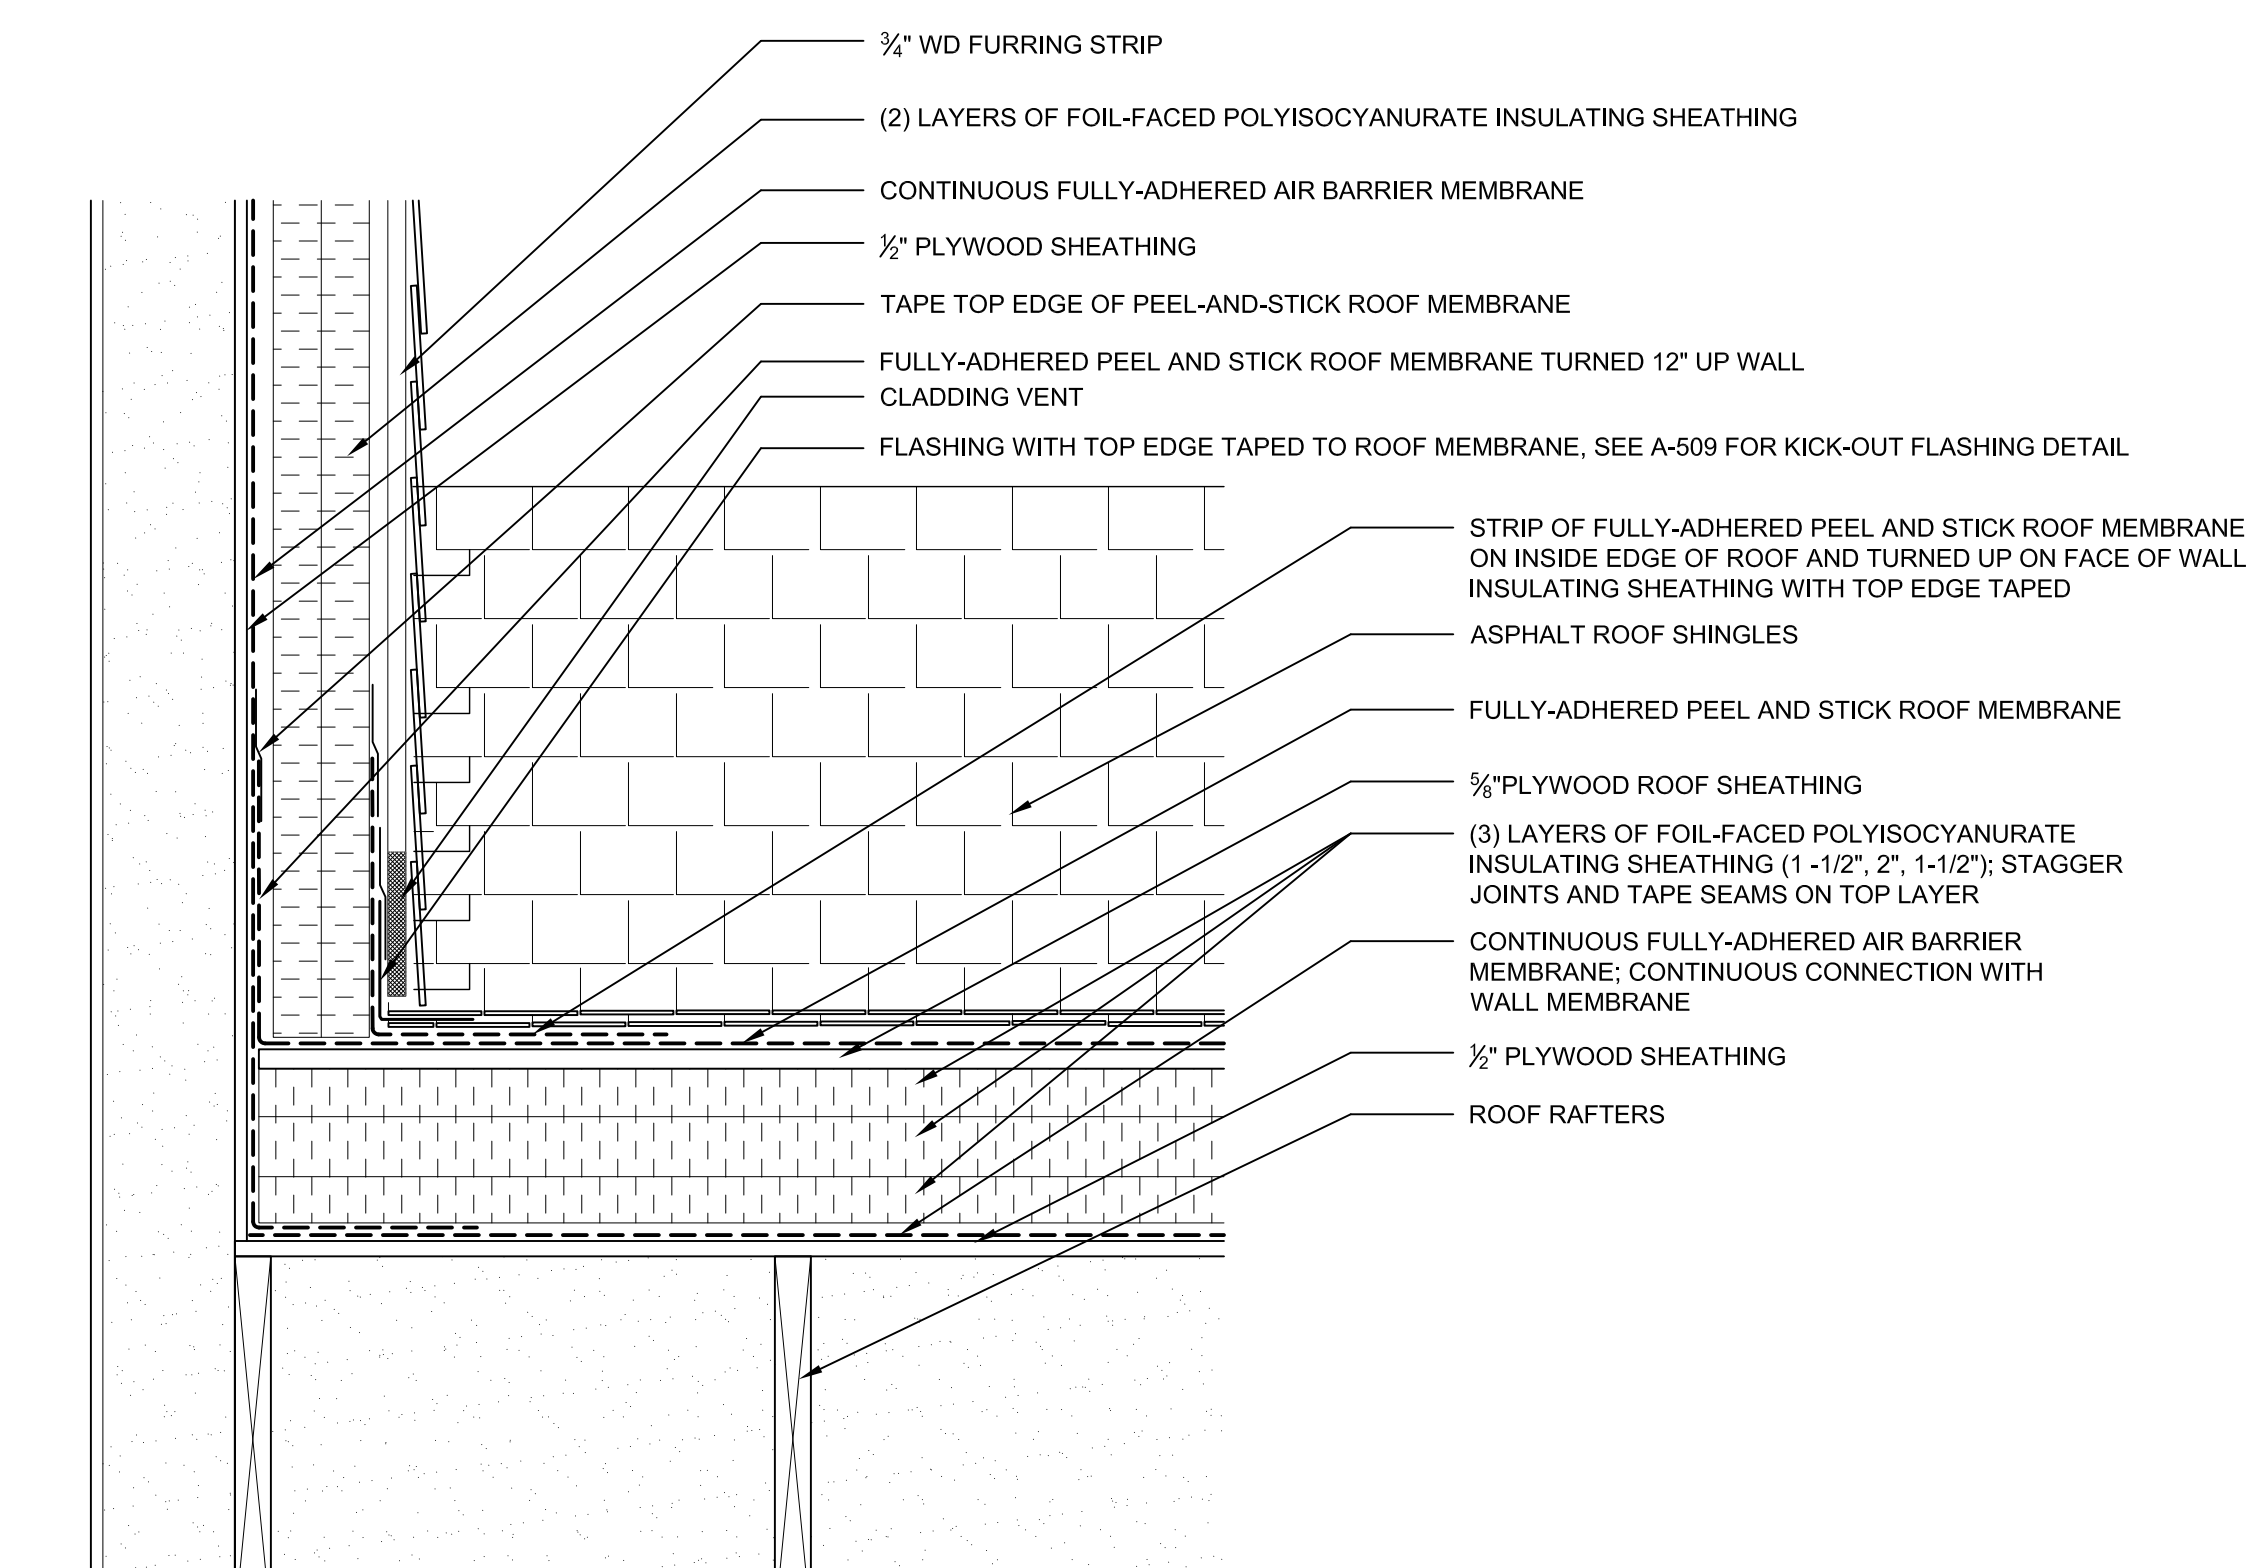 ¾" WD FURRING STRIP
(2) LAYERS OF FOIL-FACED POLYISOCYANURATE INSULATING SHEATHING
CONTINUOUS FULLY-ADHERED AIR BARRIER MEMBRANE
½" PLYWOOD SHEATHING
TAPE TOP EDGE OF PEEL-AND-STICK ROOF MEMBRANE
FULLY-ADHERED PEEL AND STICK ROOF MEMBRANE TURNED 12" UP WALL
CLADDING VENT
FLASHING WITH TOP EDGE TAPED TO ROOF MEMBRANE, SEE A-509 FOR KICK-OUT FLASHING DETAIL
STRIP OF FULLY-ADHERED PEEL AND STICK ROOF MEMBRANE
ON INSIDE EDGE OF ROOF AND TURNED UP ON FACE OF WALL
INSULATING SHEATHING WITH TOP EDGE TAPED
ASPHALT ROOF SHINGLES
FULLY-ADHERED PEEL AND STICK ROOF MEMBRANE
⅝"PLYWOOD ROOF SHEATHING
(3) LAYERS OF FOIL-FACED POLYISOCYANURATE
INSULATING SHEATHING (1 -1/2", 2", 1-1/2"); STAGGER
JOINTS AND TAPE SEAMS ON TOP LAYER
CONTINUOUS FULLY-ADHERED AIR BARRIER
MEMBRANE; CONTINUOUS CONNECTION WITH
WALL MEMBRANE
½" PLYWOOD SHEATHING
ROOF RAFTERS